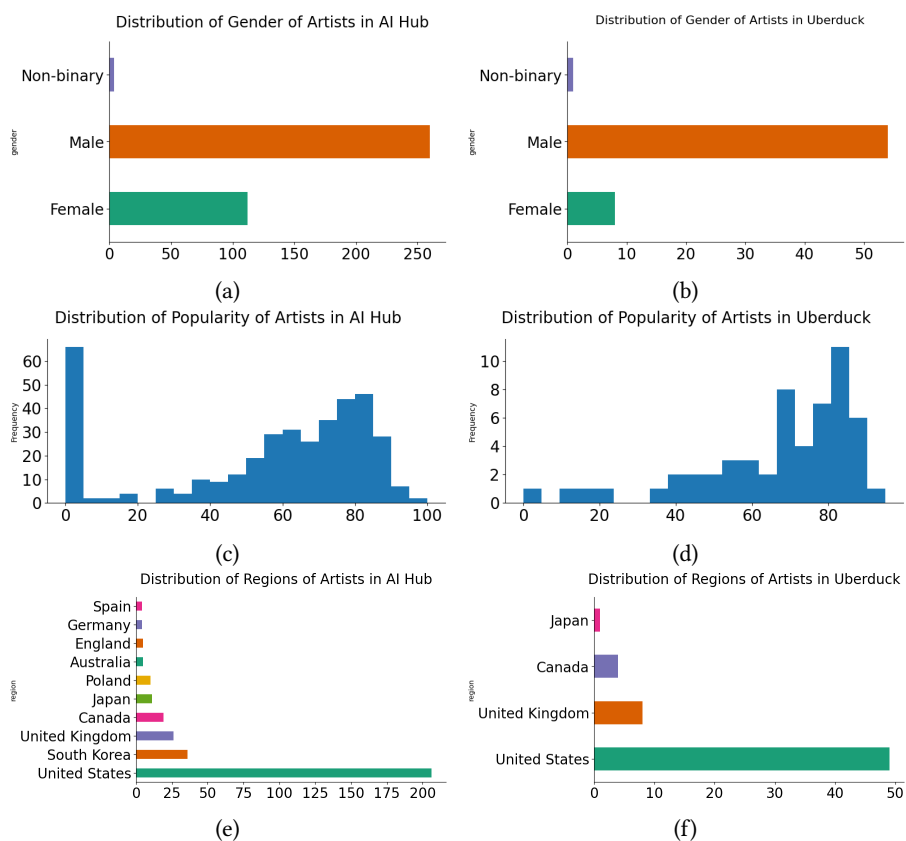 Distribution of Gender of Artists in AI Hub
Non-binary
Male
Female
gender
0 50 100 150 200 250
(a)
Distribution of Gender of Artists in Uberduck
Non-binary
Male
Female
gender
0 10 20 30 40 50
(b)
Distribution of Popularity of Artists in AI Hub
60
50
40
30
20
10
0
Frequency
0 20 40 60 80 100
(c)
Distribution of Popularity of Artists in Uberduck
10
8
6
4
2
0
Frequency
0 20 40 60 80
(d)
Distribution of Regions of Artists in AI Hub
Spain
Germany
England
Australia
Poland
Japan
Canada
United Kingdom
South Korea
United States
region
0 25 50 75 100 125 150 175 200
(e)
Distribution of Regions of Artists in Uberduck
Japan
Canada
United Kingdom
United States
region
0 10 20 30 40 50
(f)